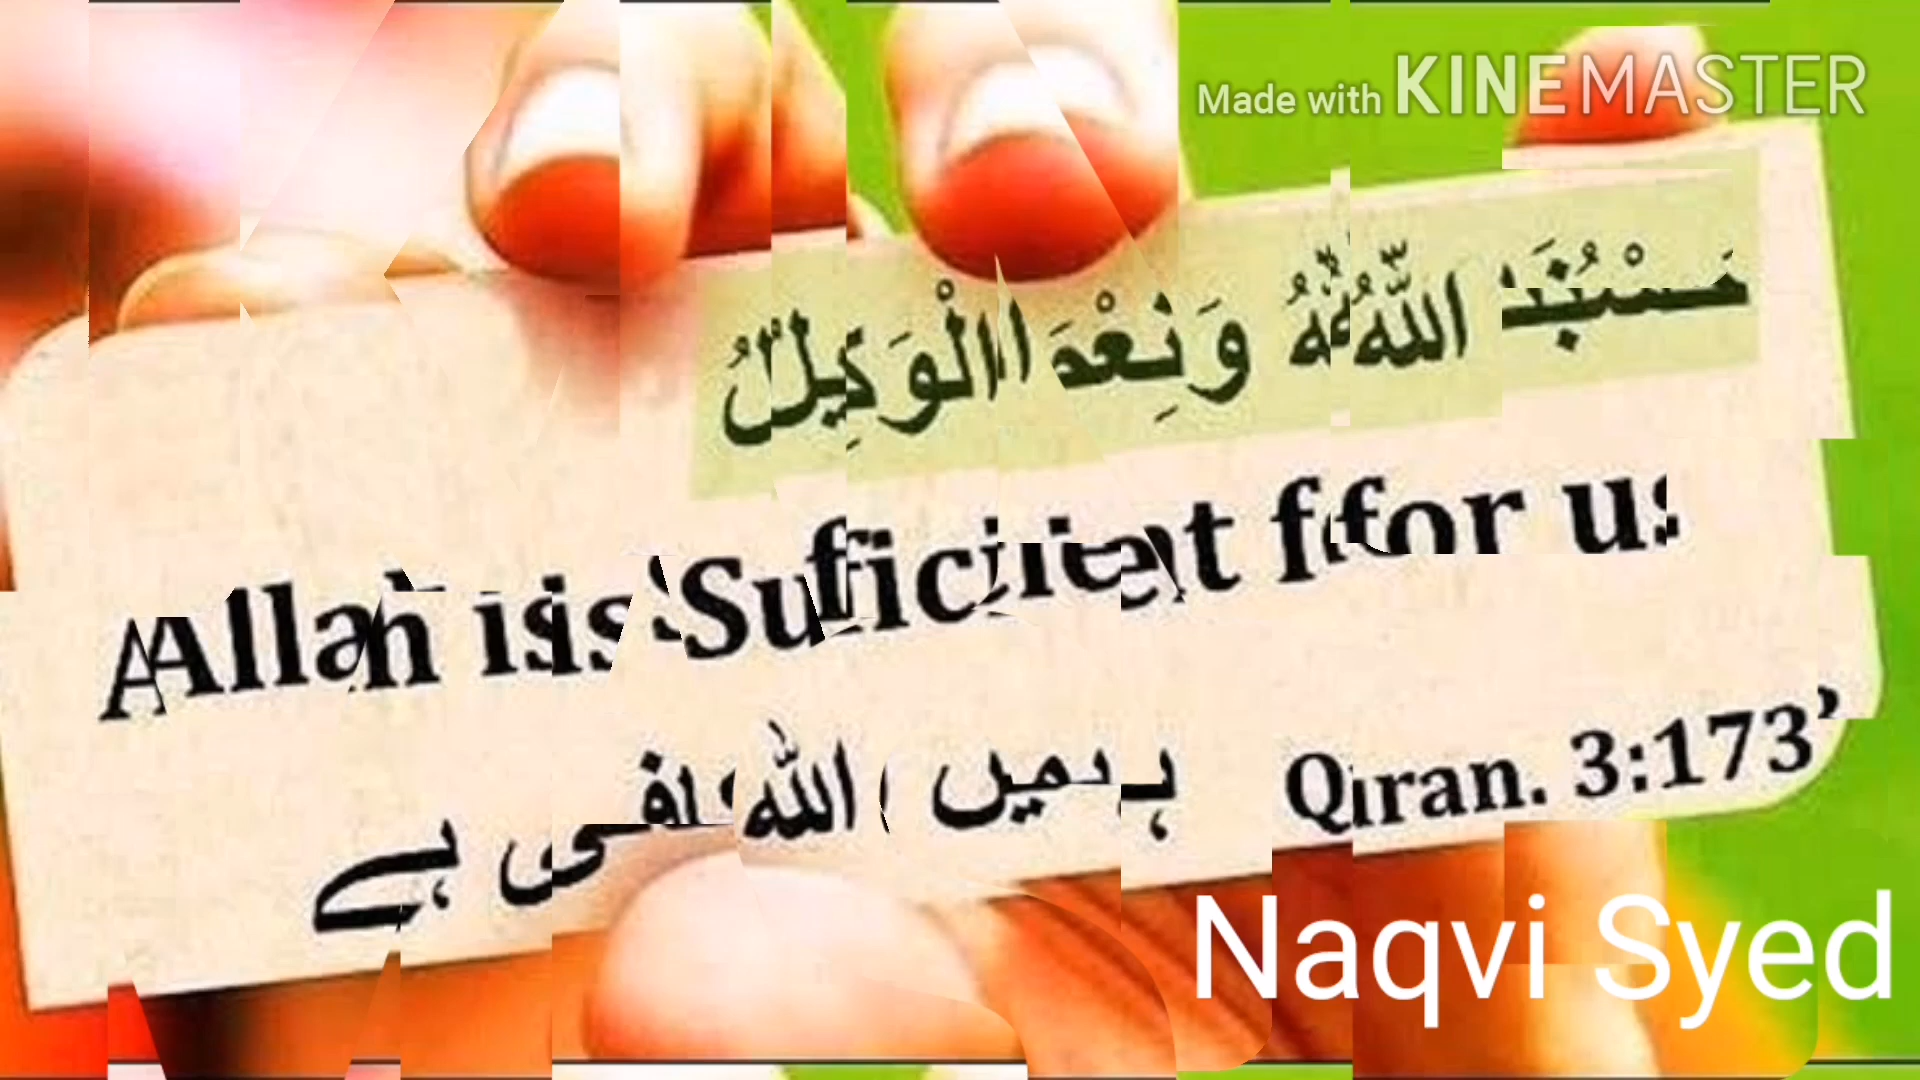 Made with KINEMASTER
حَسْبُنَا اللّٰهُ وَنِعْمَ الْوَكِيلُ
Allah is Suficient for us
ہمیں اللہ کافی ہے
Quran. 3:173
Naqvi Syed